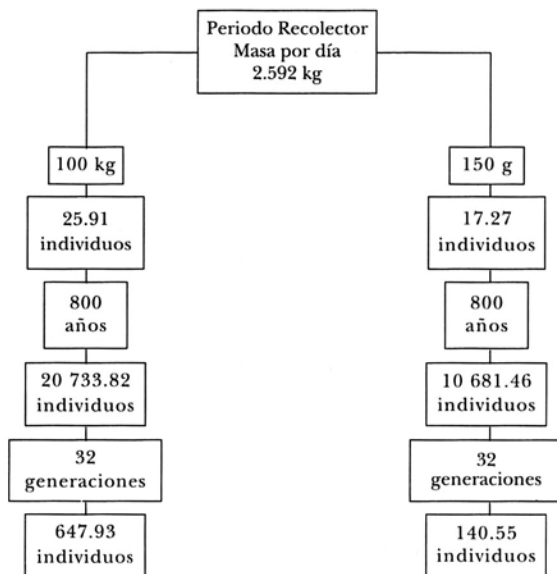 Periodo Recolector
Masa por día
2.592 kg
100 kg
25.91
individuos
800
años
20 733.82
individuos
32
generaciones
647.93
individuos
150 g
17.27
individuos
800
años
10 681.46
individuos
32
generaciones
140.55
individuos